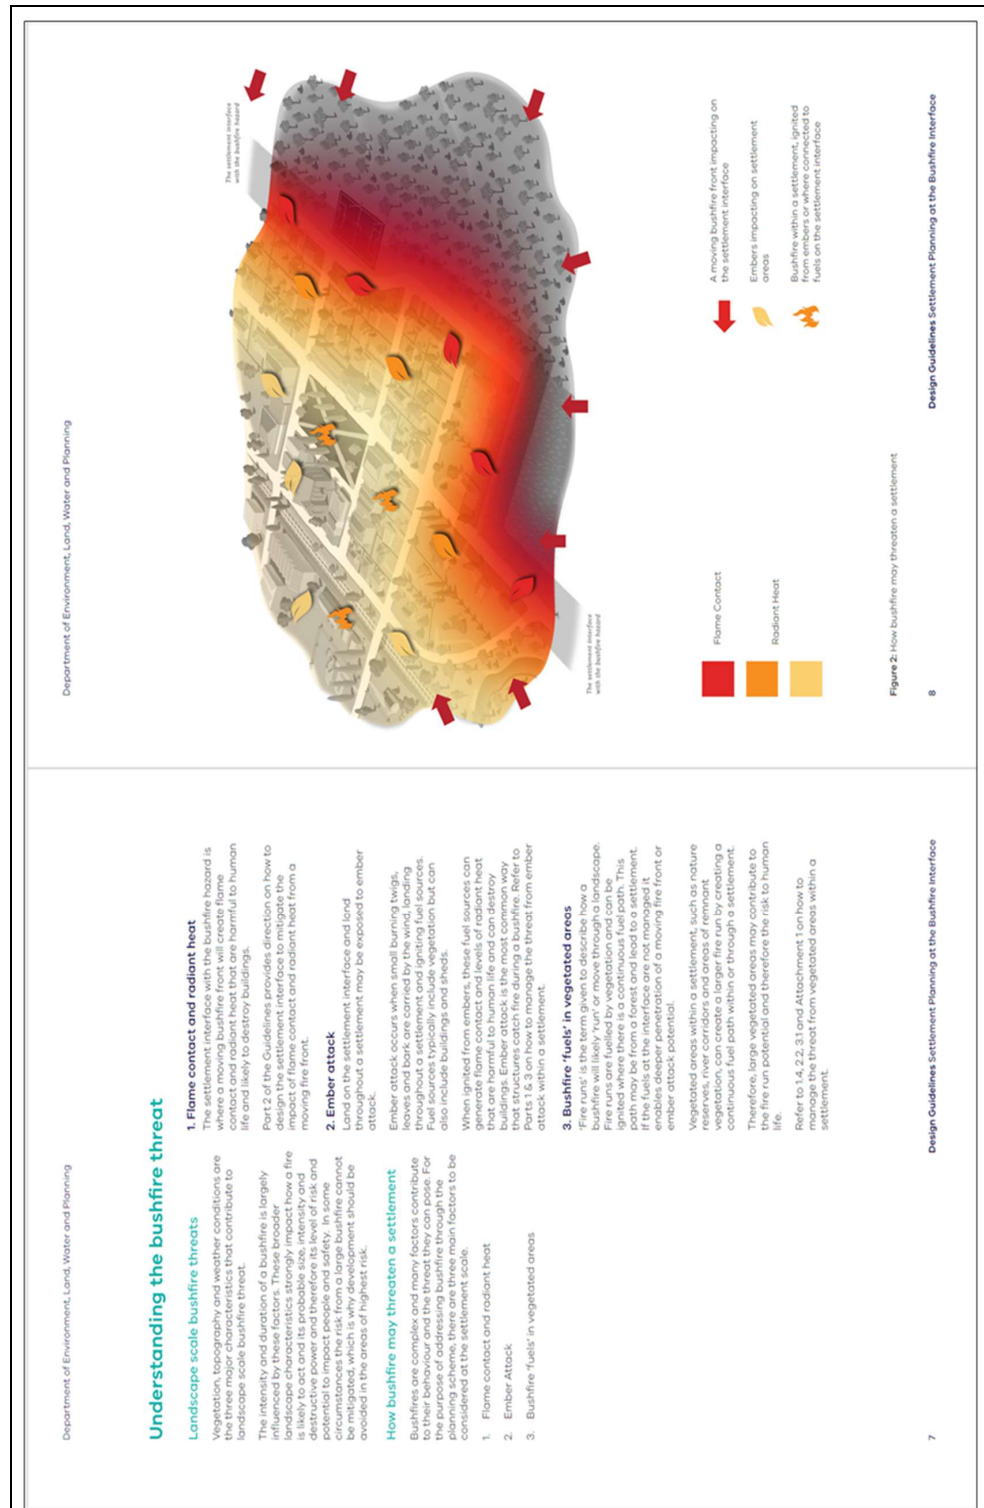 Department of Environment, Land, Water and Planning
Understanding the bushfire threat
Landscape scale bushfire threats
Vegetation, topography and weather conditions are
the three major characteristics that contribute to
landscape scale bushfire threat.
The intensity and duration of a bushfire is largely
influenced by these factors. These broader
landscape characteristics strongly impact how a fire
is likely to act and its probable size, intensity and
destructive power and therefore its level of risk and
potential to impact people and safety. In some
circumstances the risk from a large bushfire cannot
be mitigated, which is why development should be
avoided in the areas of highest risk.
How bushfire may threaten a settlement
Bushfires are complex and many factors contribute
to their behaviour and the threat they can pose. For
the purpose of addressing bushfire through the
planning scheme, there are three main factors to be
considered at the settlement scale.
1. Flame contact and radiant heat
2. Ember Attack
3. Bushfire ‘fuels’ in vegetated areas
1. Flame contact and radiant heat
The settlement interface with the bushfire hazard is
where a moving bushfire front will create flame
contact and radiant heat that are harmful to human
life and likely to destroy buildings.
Part 2 of the Guidelines provides direction on how to
design the settlement interface to mitigate the
impact of flame contact and radiant heat from a
moving fire front.
2. Ember attack
Land on the settlement interface and land
throughout a settlement may be exposed to ember
attack.
Ember attack occurs when small burning twigs,
leaves and bark are carried by the wind, landing
throughout a settlement and igniting fuel sources.
Fuel sources typically include vegetation but can
also include buildings and sheds.
When ignited from embers, these fuel sources can
generate flame contact and levels of radiant heat
that are harmful to human life and can destroy
buildings. Ember attack is the most common way
that structures catch fire during a bushfire. Refer to
Parts 1 & 3 on how to manage the threat from ember
attack within a settlement.
3. Bushfire ‘fuels’ in vegetated areas
‘Fire runs’ is the term given to describe how a
bushfire will likely ‘run’ or move through a landscape.
Fire runs are fuelled by vegetation and can be
ignited where there is a continuous fuel path. This
path may be from a forest and lead to a settlement.
If the fuels at the interface are not managed it
enables deeper penetration of a moving fire front or
ember attack potential.
Vegetated areas within a settlement, such as nature
reserves, river corridors and areas of remnant
vegetation, can create a larger fire run by creating a
continuous fuel path within or through a settlement.
Therefore, large vegetated areas may contribute to
the fire run potential and therefore the risk to human
life.
Refer to 1.4, 2.2, 3.1 and Attachment 1 on how to
manage the threat from vegetated areas within a
settlement.
7
Design Guidelines Settlement Planning at the Bushfire Interface
Department of Environment, Land, Water and Planning
The settlement interface
with the bushfire hazard
The settlement interface
with the bushfire hazard
Flame Contact
Radiant Heat
A moving bushfire front impacting on
the settlement interface
Embers impacting on settlement
areas
Bushfire within a settlement, ignited
from embers or where connected to
fuels on the settlement interface
Figure 2: How bushfire may threaten a settlement
8
Design Guidelines Settlement Planning at the Bushfire Interface